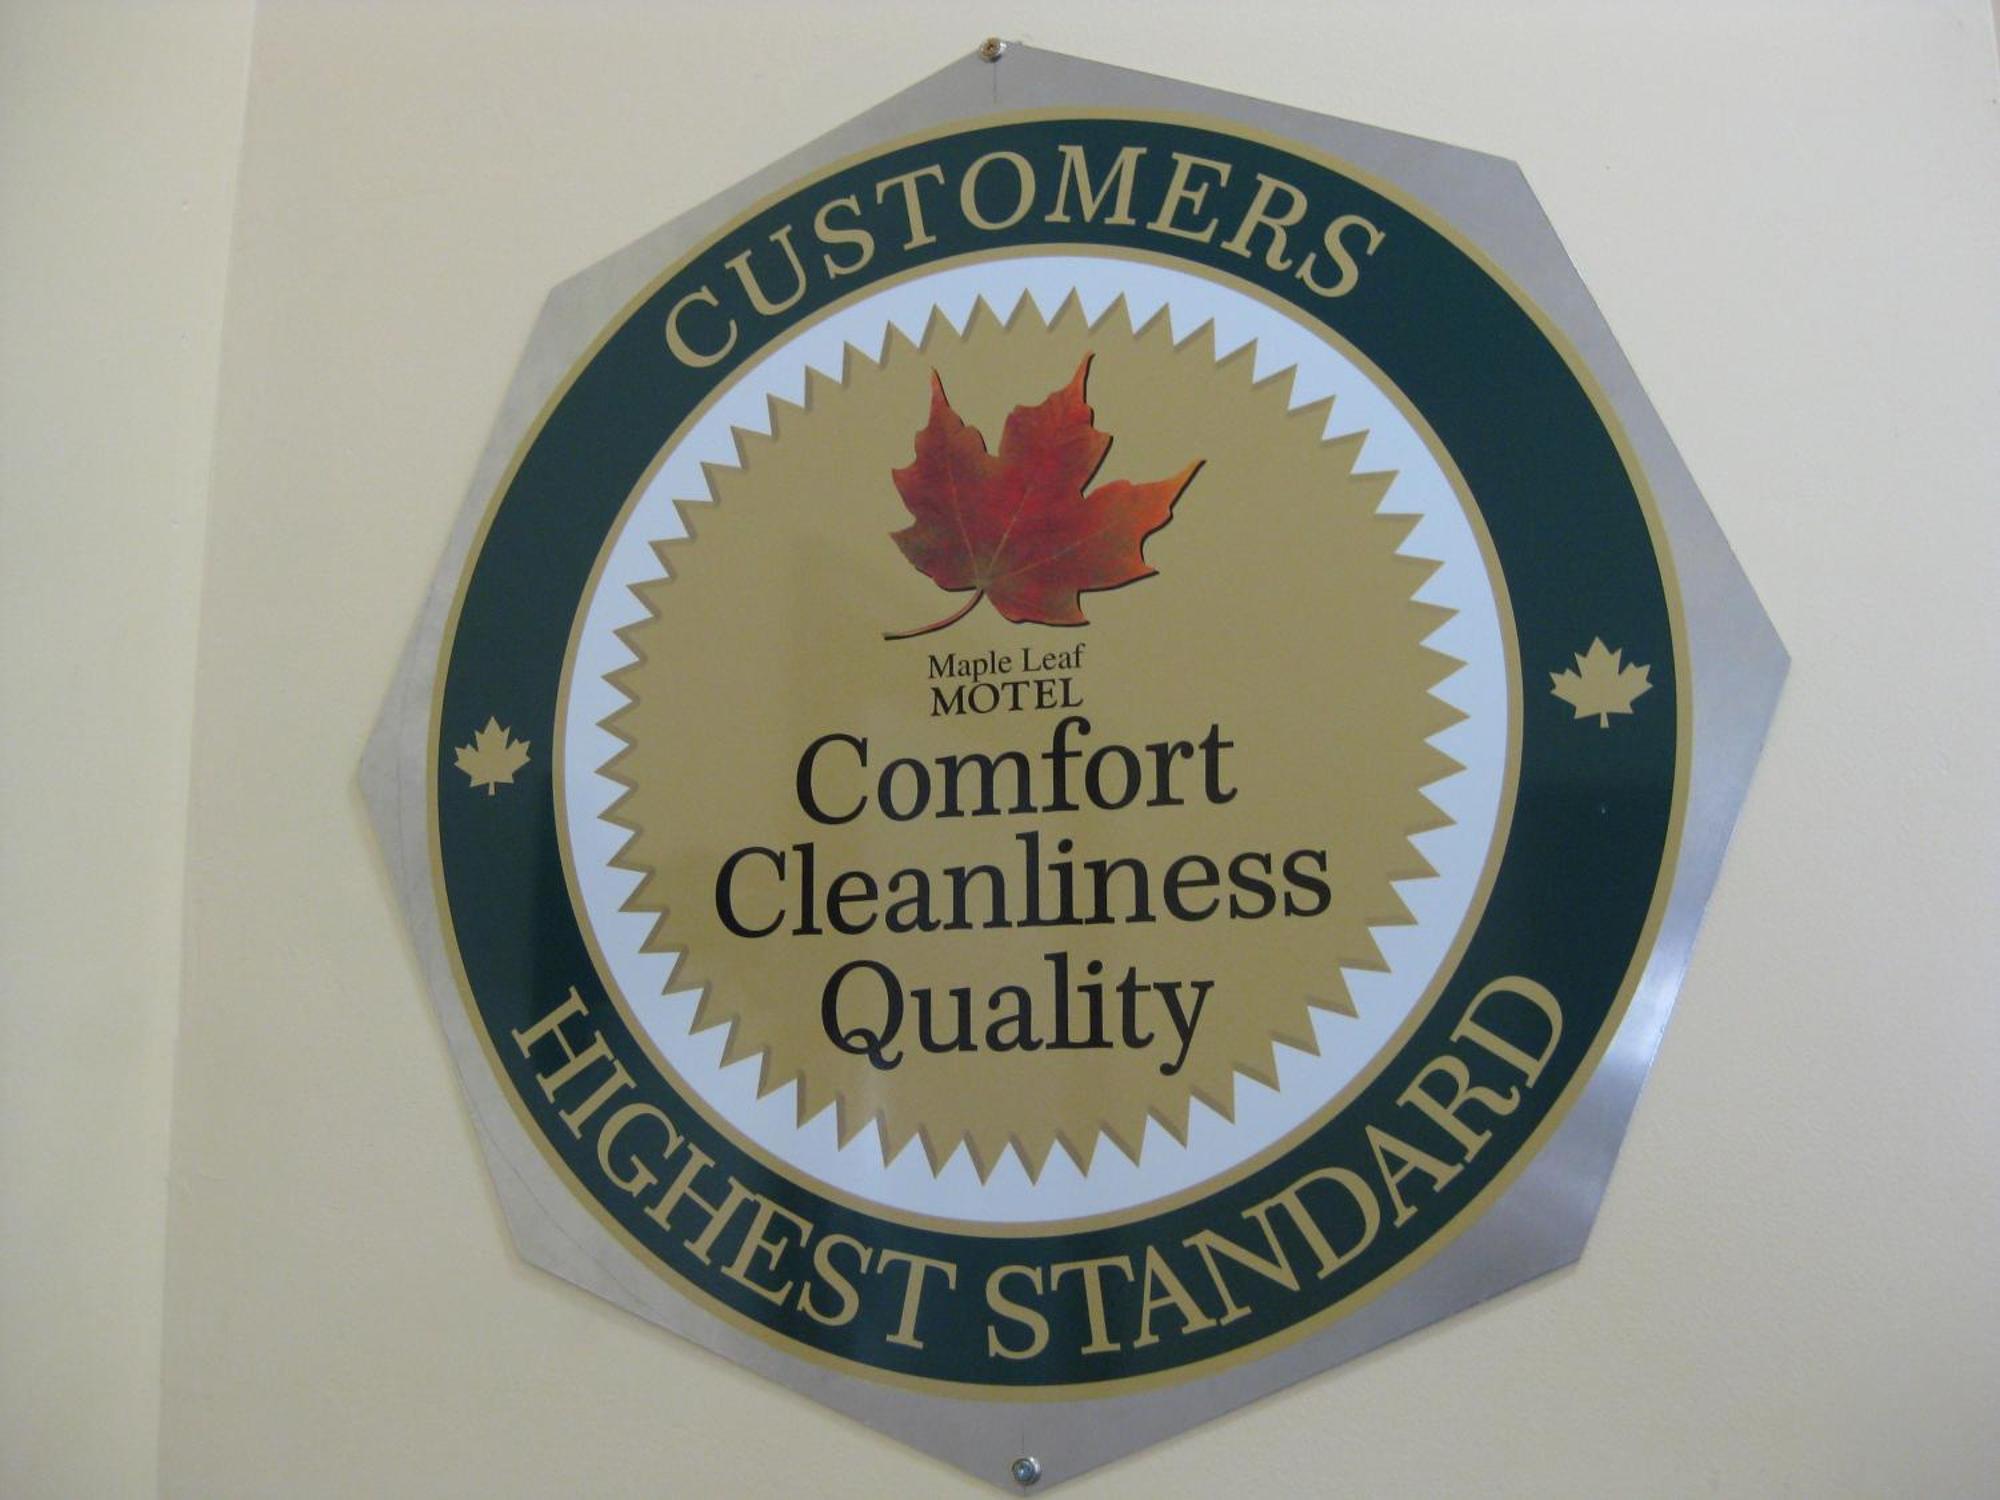 CUSTOMERS
Maple Leaf
MOTEL
Comfort
Cleanliness
Quality
HIGHEST STANDARD